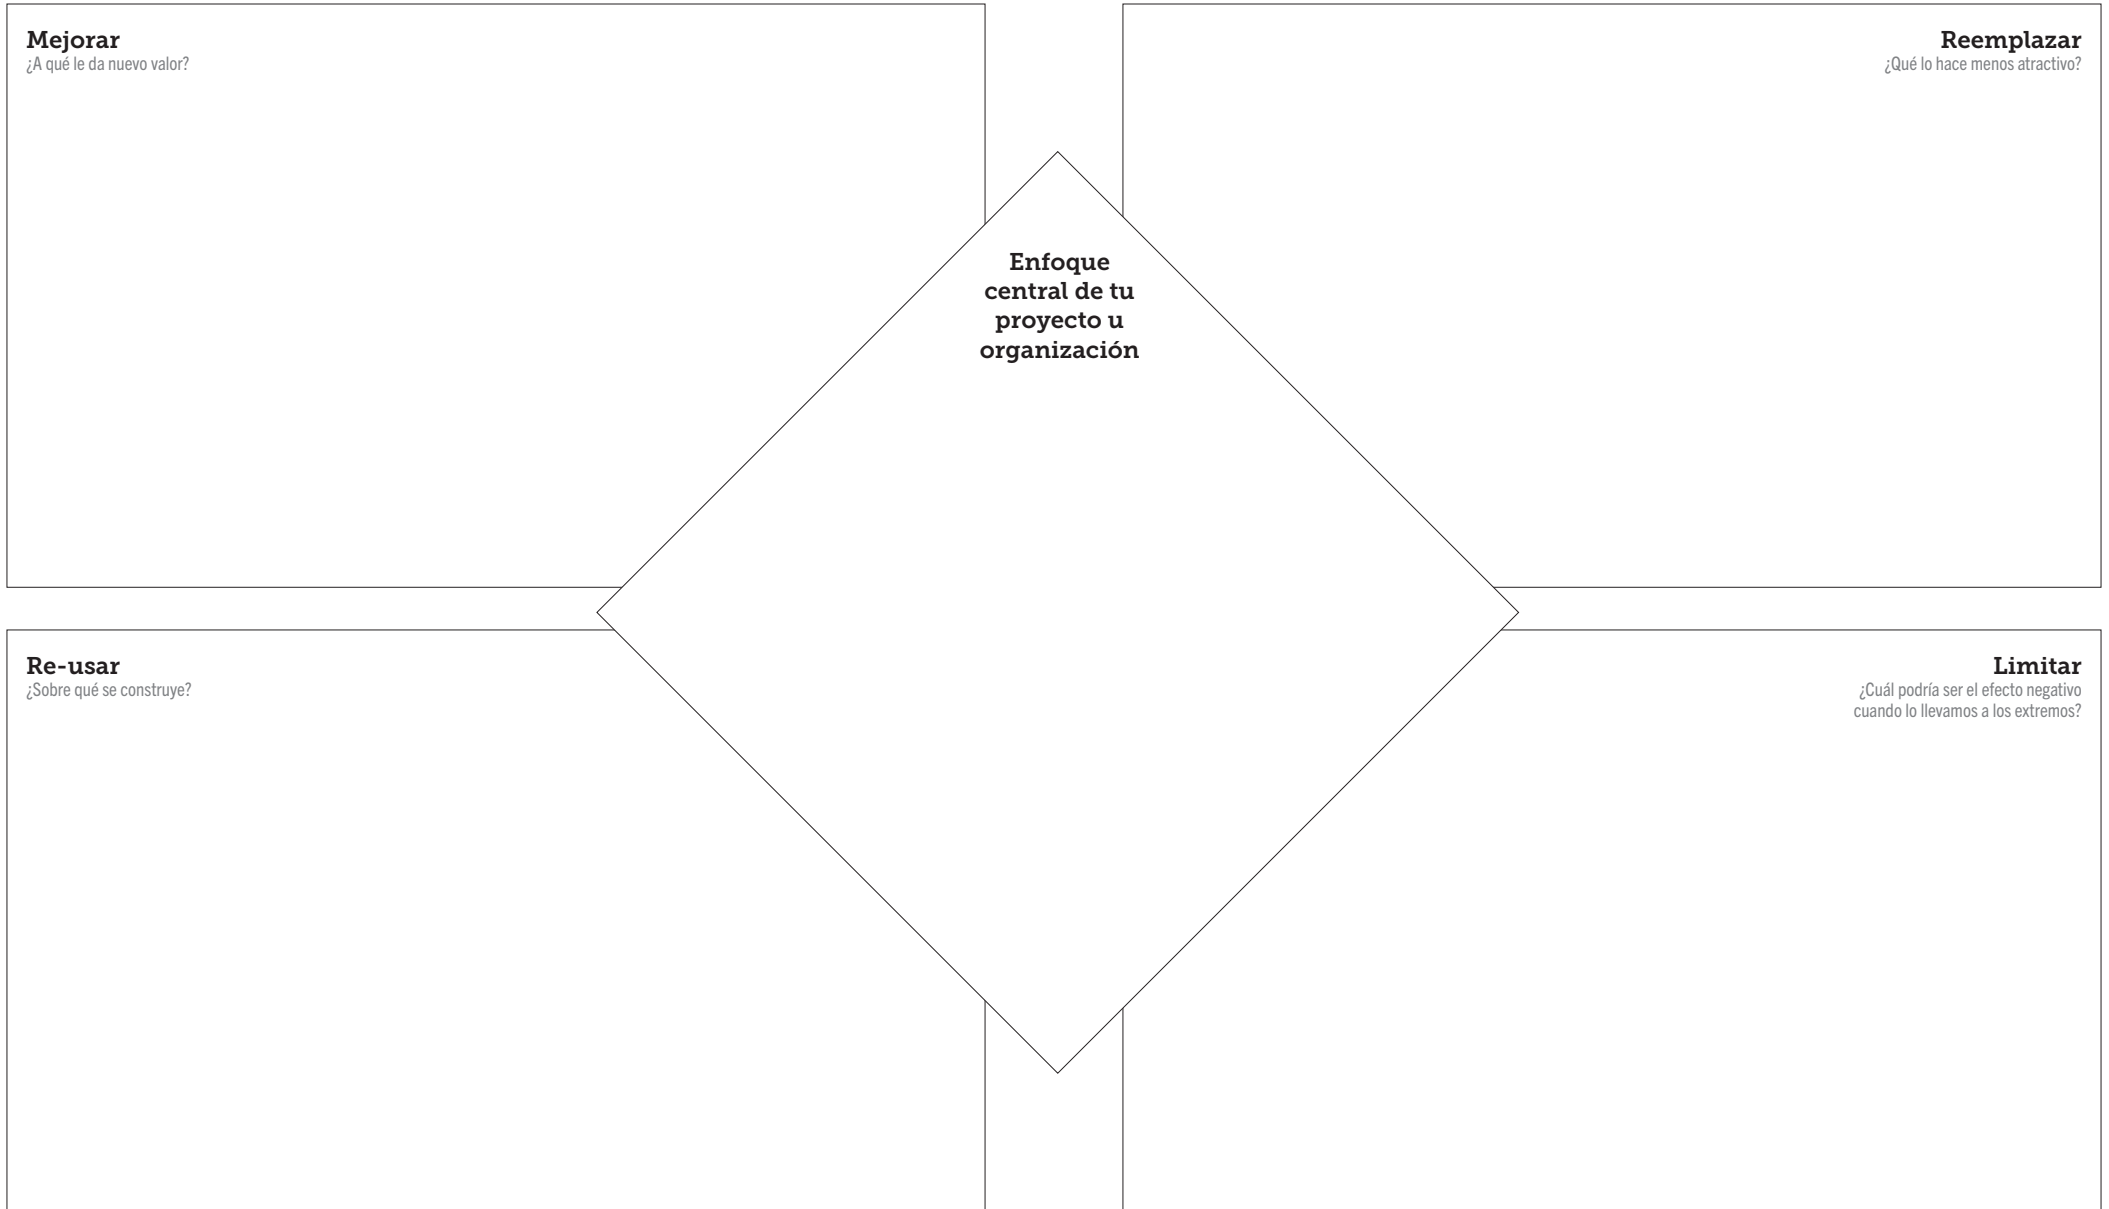 Mejorar
¿A qué le da nuevo valor?
Reemplazar
¿Qué lo hace menos atractivo?
Enfoque
central de tu
proyecto u
organización
Re-usar
¿Sobre qué se construye?
Limitar
¿Cuál podría ser el efecto negativo
cuando lo llevamos a los extremos?